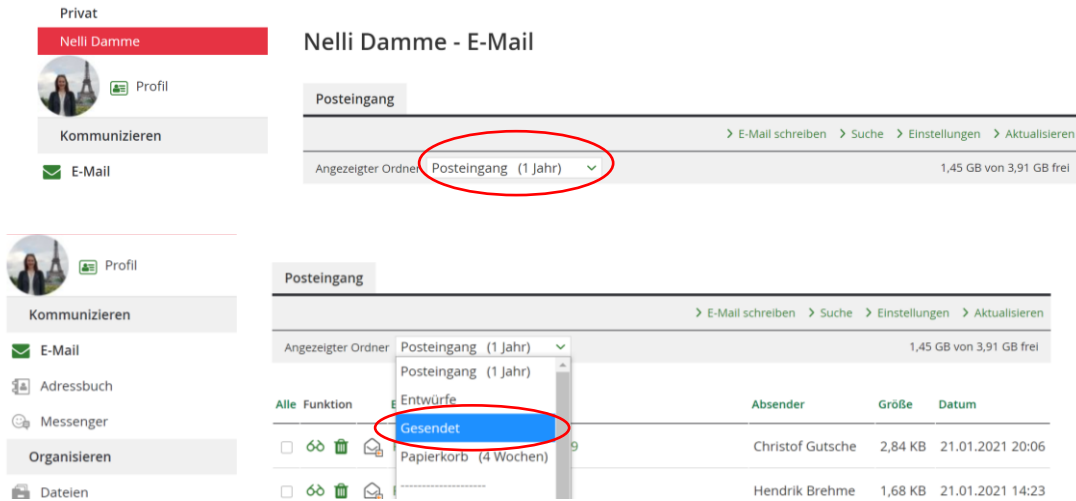 Privat
Nelli Damme
Profil
Kommunizieren
E-Mail
Nelli Damme - E-Mail
Posteingang
E-Mail schreiben Suche Einstellungen Aktualisieren
Angezeigter Ordner Posteingang (1 Jahr) 1,45 GB von 3,91 GB frei
Profil
Kommunizieren
E-Mail
Adressbuch
Messenger
Organisieren
Dateien
Posteingang
E-Mail schreiben Suche Einstellungen Aktualisieren
Angezeigter Ordner Posteingang (1 Jahr) 1,45 GB von 3,91 GB frei
Posteingang (1 Jahr)
Entwürfe
Gesendet
Papierkorb (4 Wochen)
--------------------
Alle Funktion Absender Größe Datum
9 Christof Gutsche 2,84 KB 21.01.2021 20:06
Hendrik Brehme 1,68 KB 21.01.2021 14:23